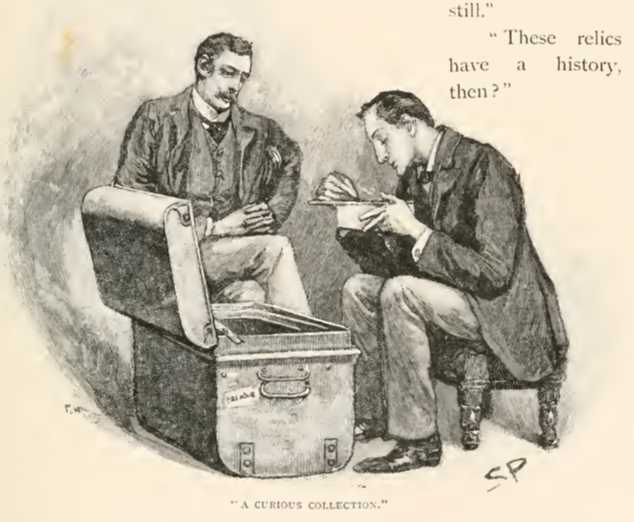 still."
" These relics
have a history,
then ? "
SP
"A CURIOUS COLLECTION."